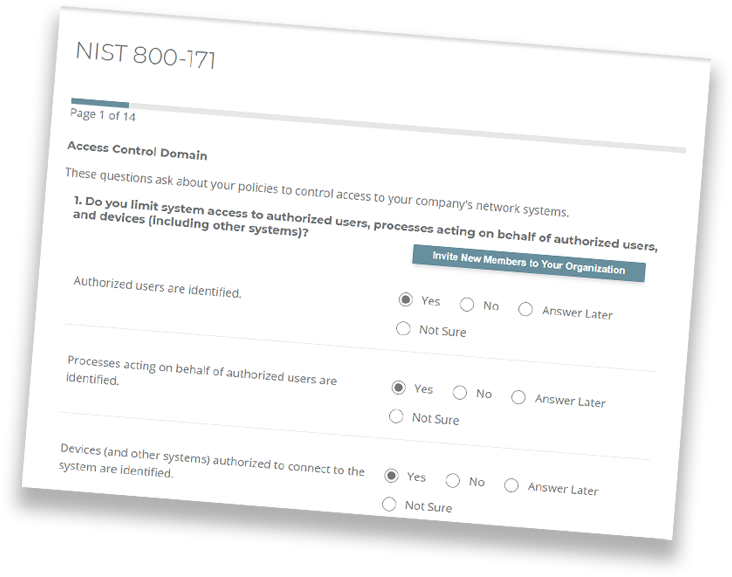 NIST 800-171
Page 1 of 14
Access Control Domain
These questions ask about your policies to control access to your company's network systems.
1. Do you limit system access to authorized users, processes acting on behalf of authorized users,
and devices (including other systems)?
Invite New Members to Your Organization
Authorized users are identified.
Yes No Answer Later
Not Sure
Processes acting on behalf of authorized users are
identified.
Yes No Answer Later
Not Sure
Devices (and other systems) authorized to connect to the
system are identified.
Yes No Answer Later
Not Sure